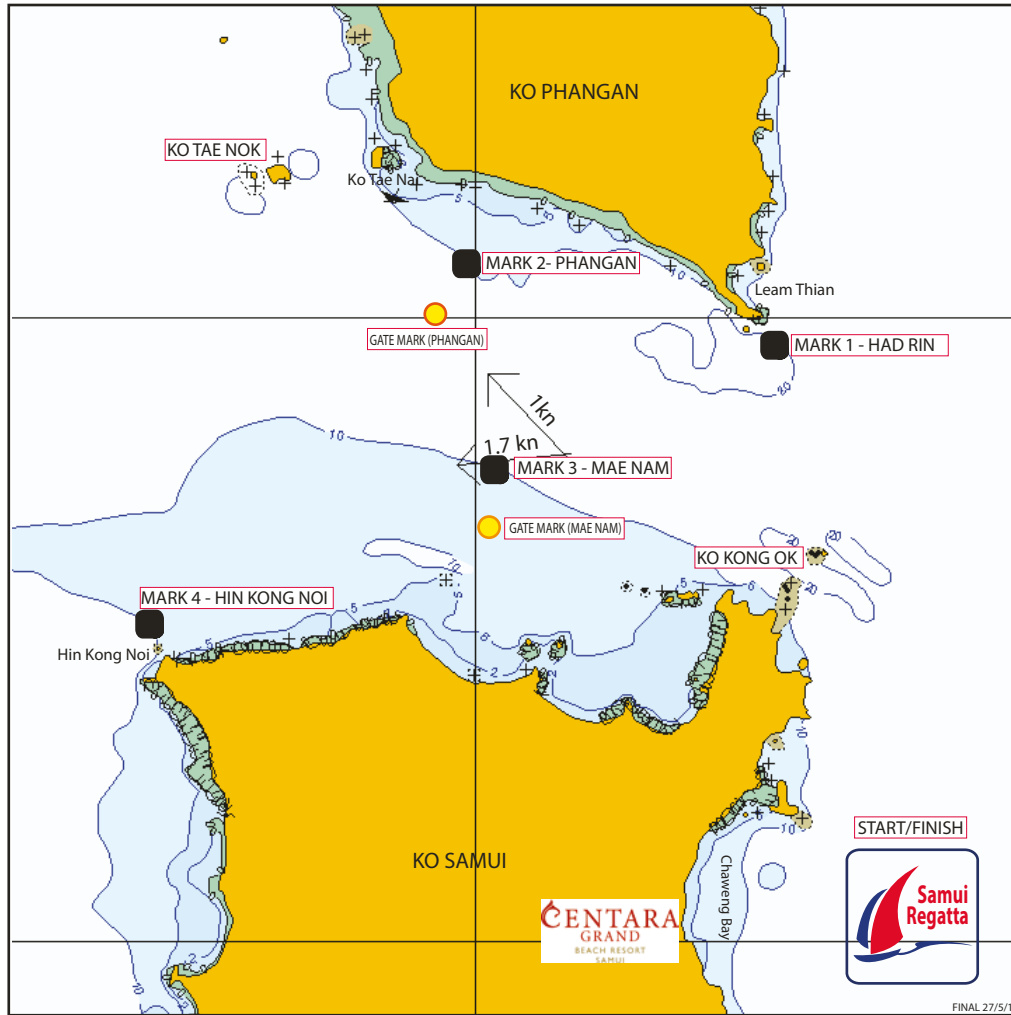 KO PHANGAN
KO TAE NOK
Ko Tae Nai
MARK 2- PHANGAN
Leam Thian
GATE MARK (PHANGAN)
MARK 1 - HAD RIN
1kn
1.7 kn
MARK 3 - MAE NAM
GATE MARK (MAE NAM)
KO KONG OK
MARK 4 - HIN KONG NOI
Hin Kong Noi
START/FINISH
KO SAMUI
Chaweng Bay
Samui
Regatta
CENTARA
GRAND
BEACH RESORT
SAMUI
FINAL 27/5/1